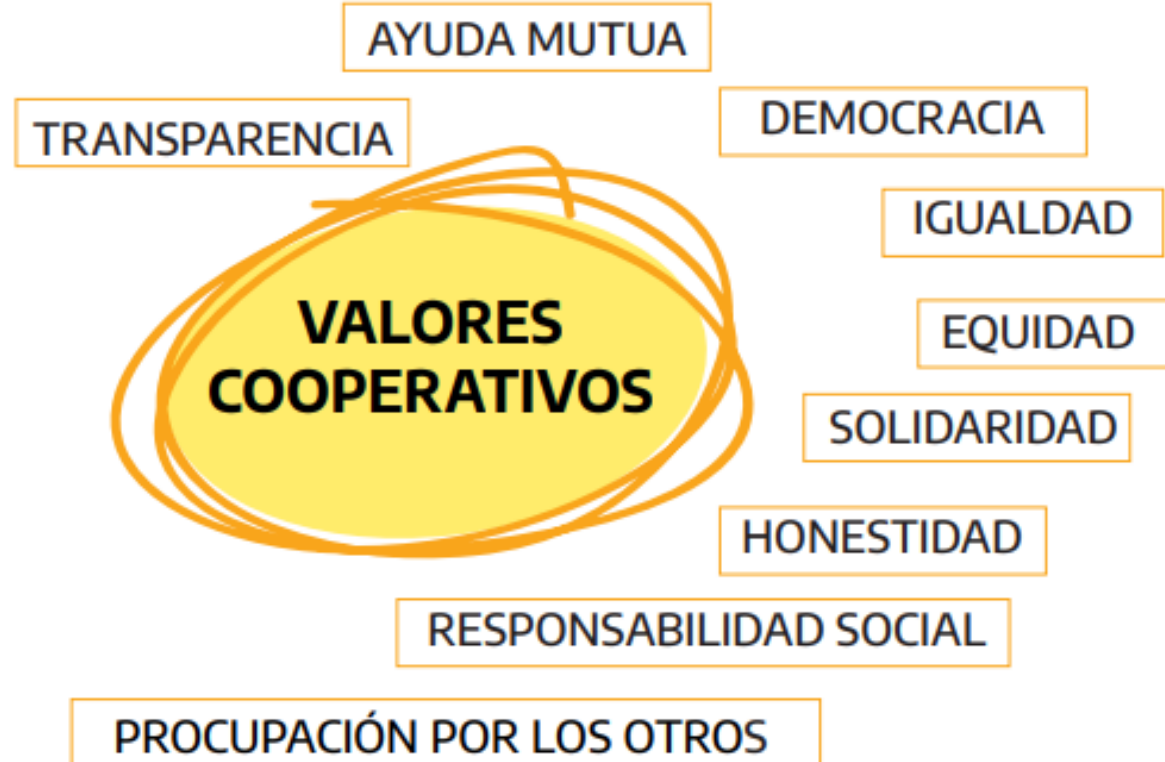 AYUDA MUTUA
TRANSPARENCIA
DEMOCRACIA
IGUALDAD
VALORES
COOPERATIVOS
EQUIDAD
SOLIDARIDAD
HONESTIDAD
RESPONSABILIDAD SOCIAL
PROCUPACIÓN POR LOS OTROS